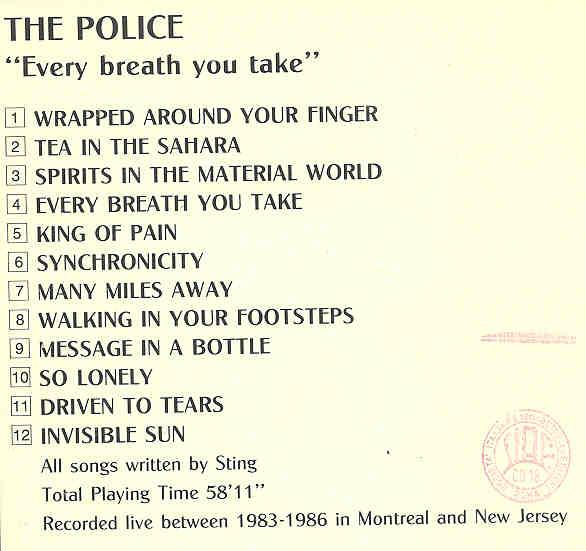 THE POLICE
“Every breath you take”
1 WRAPPED AROUND YOUR FINGER
2 TEA IN THE SAHARA
3 SPIRITS IN THE MATERIAL WORLD
4 EVERY BREATH YOU TAKE
5 KING OF PAIN
6 SYNCHRONICITY
7 MANY MILES AWAY
8 WALKING IN YOUR FOOTSTEPS
9 MESSAGE IN A BOTTLE
10 SO LONELY
11 DRIVEN TO TEARS
12 INVISIBLE SUN
All songs written by Sting
Total Playing Time 58'11"
Recorded live between 1983-1986 in Montreal and New Jersey
CD 18